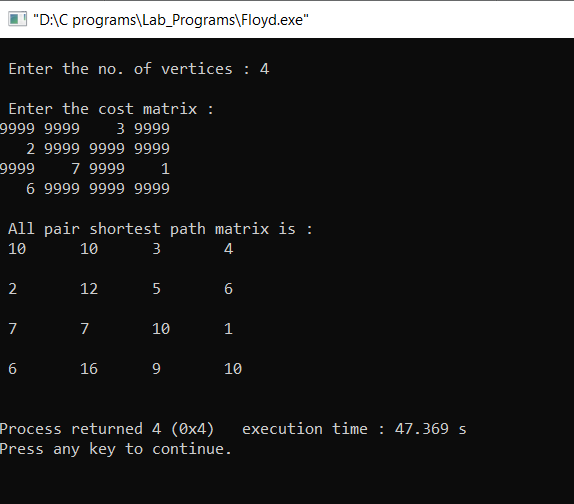 "D:\C programs\Lab_Programs\Floyd.exe"
Enter the no. of vertices : 4
Enter the cost matrix :
9999 9999    3 9999
   2 9999 9999 9999
9999    7 9999    1
   6 9999 9999 9999
All pair shortest path matrix is :
10      10      3       4
2       12      5       6
7       7       10      1
6       16      9       10
Process returned 4 (0x4)   execution time : 47.369 s
Press any key to continue.